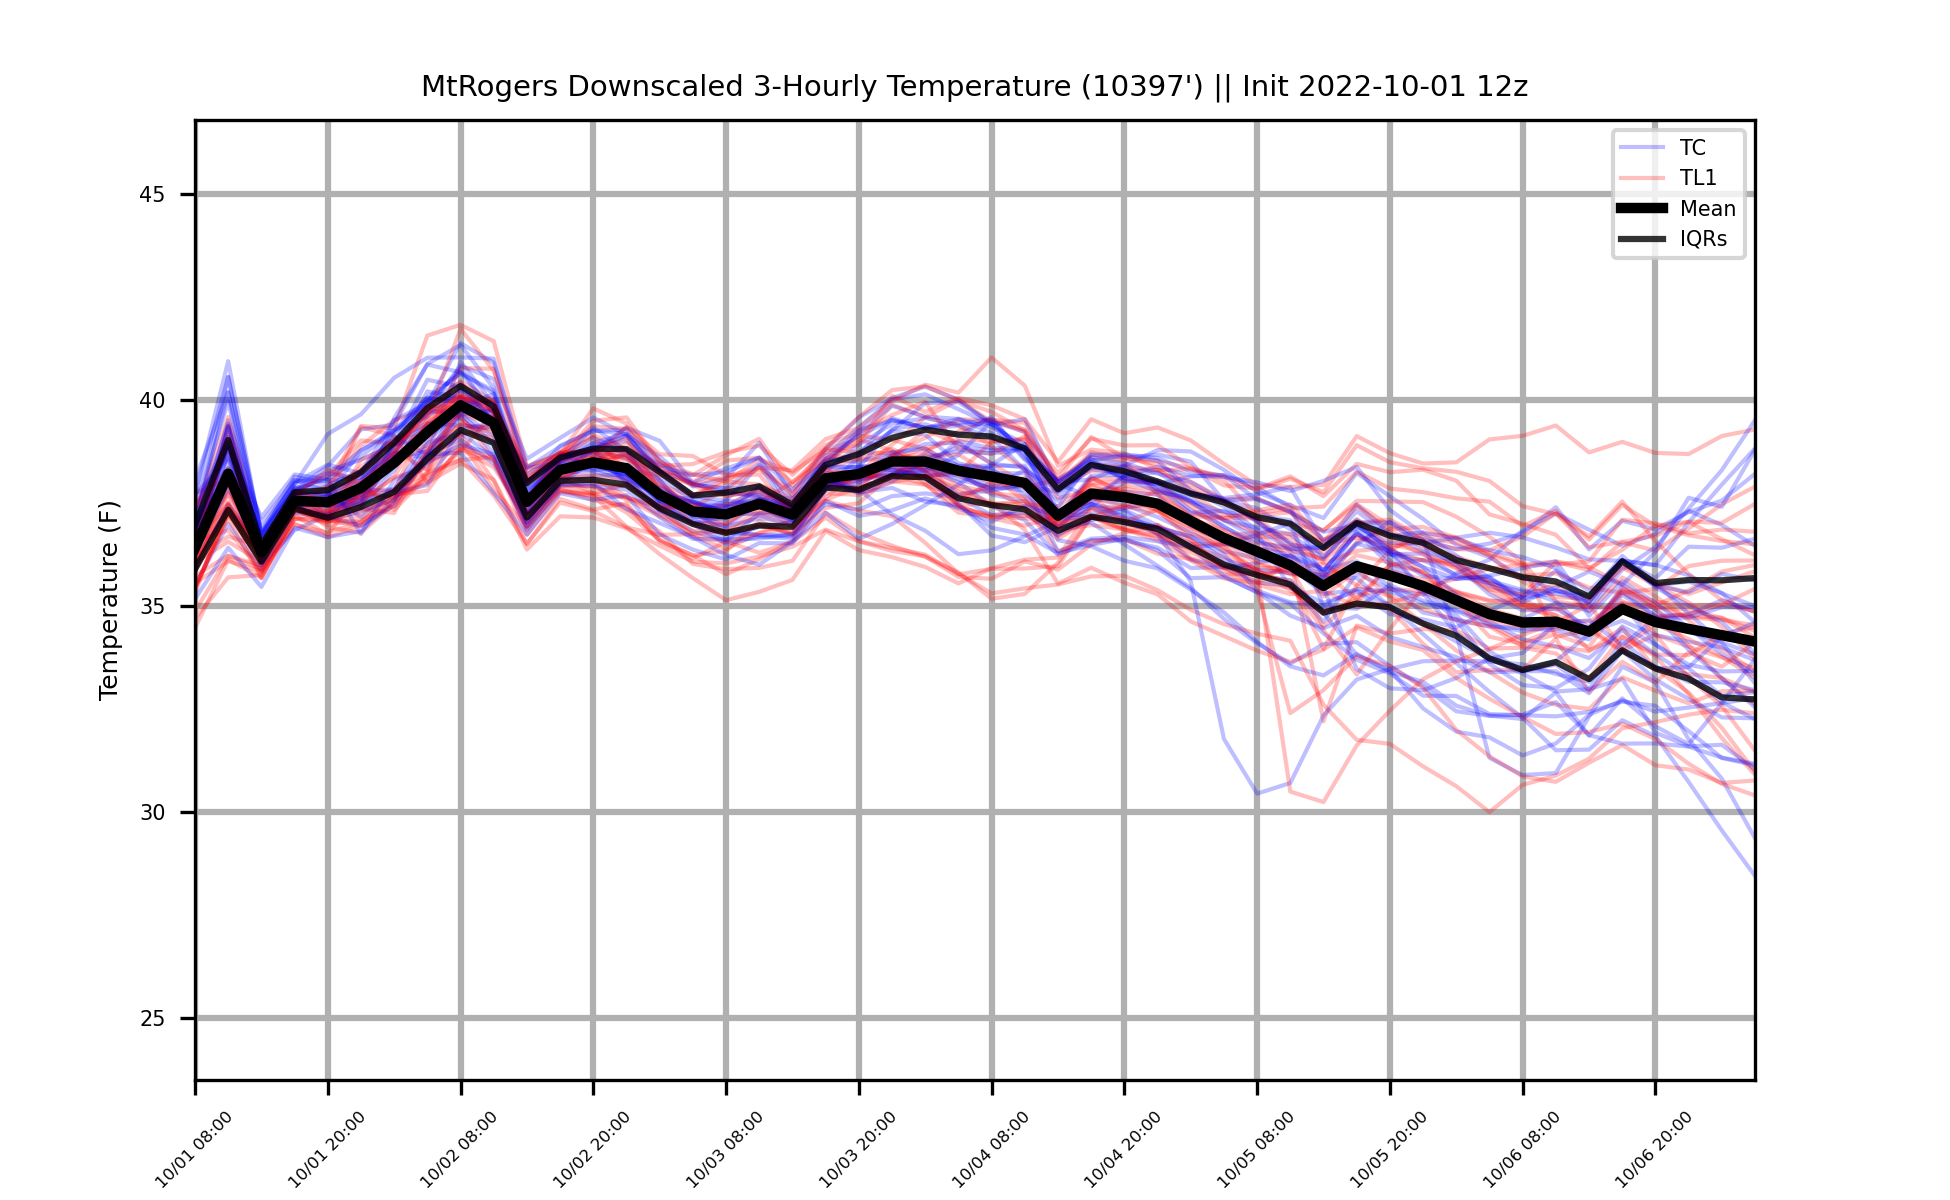 MtRogers Downscaled 3-Hourly Temperature (10397') || Init 2022-10-01 12z
TC
TL1
Mean
IQRs
Temperature (F)
45
40
35
30
25
10/01 08:00
10/01 20:00
10/02 08:00
10/02 20:00
10/03 08:00
10/03 20:00
10/04 08:00
10/04 20:00
10/05 08:00
10/05 20:00
10/06 08:00
10/06 20:00